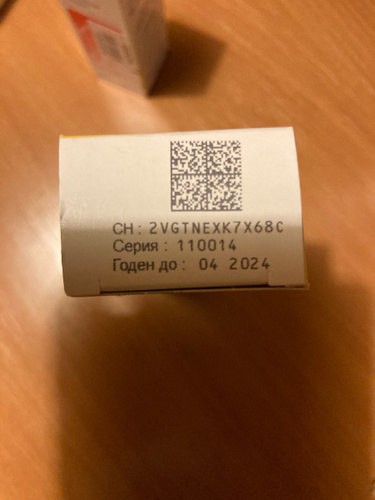 СН : 2VGTNEXK7X68C
Серия : 110014
Годен до : 04 2024